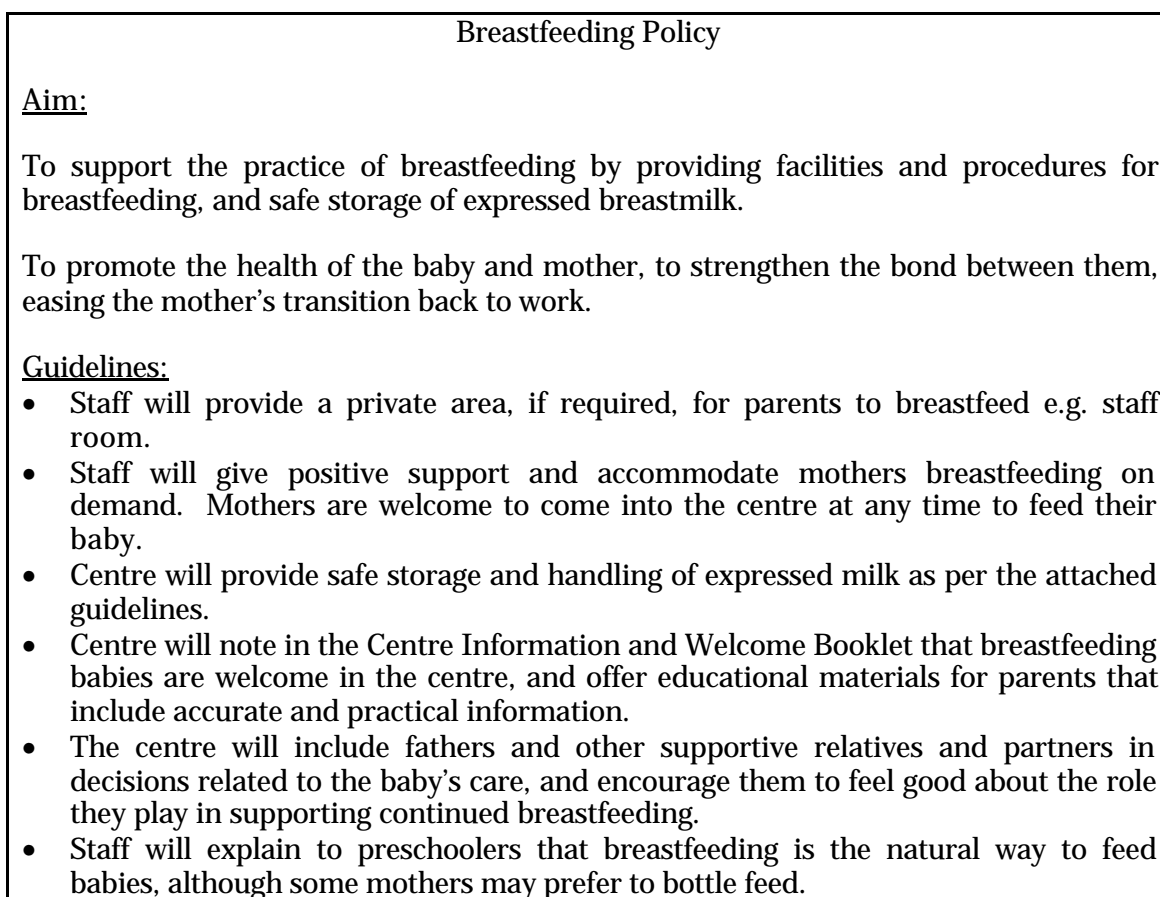 Breastfeeding Policy
Aim:
To support the practice of breastfeeding by providing facilities and procedures for
breastfeeding, and safe storage of expressed breastmilk.
To promote the health of the baby and mother, to strengthen the bond between them,
easing the mother's transition back to work.
Guidelines:
• Staff will provide a private area, if required, for parents to breastfeed e.g. staff
room.
• Staff will give positive support and accommodate mothers breastfeeding on
demand. Mothers are welcome to come into the centre at any time to feed their
baby.
• Centre will provide safe storage and handling of expressed milk as per the attached
guidelines.
• Centre will note in the Centre Information and Welcome Booklet that breastfeeding
babies are welcome in the centre, and offer educational materials for parents that
include accurate and practical information.
• The centre will include fathers and other supportive relatives and partners in
decisions related to the baby's care, and encourage them to feel good about the role
they play in supporting continued breastfeeding.
• Staff will explain to preschoolers that breastfeeding is the natural way to feed
babies, although some mothers may prefer to bottle feed.